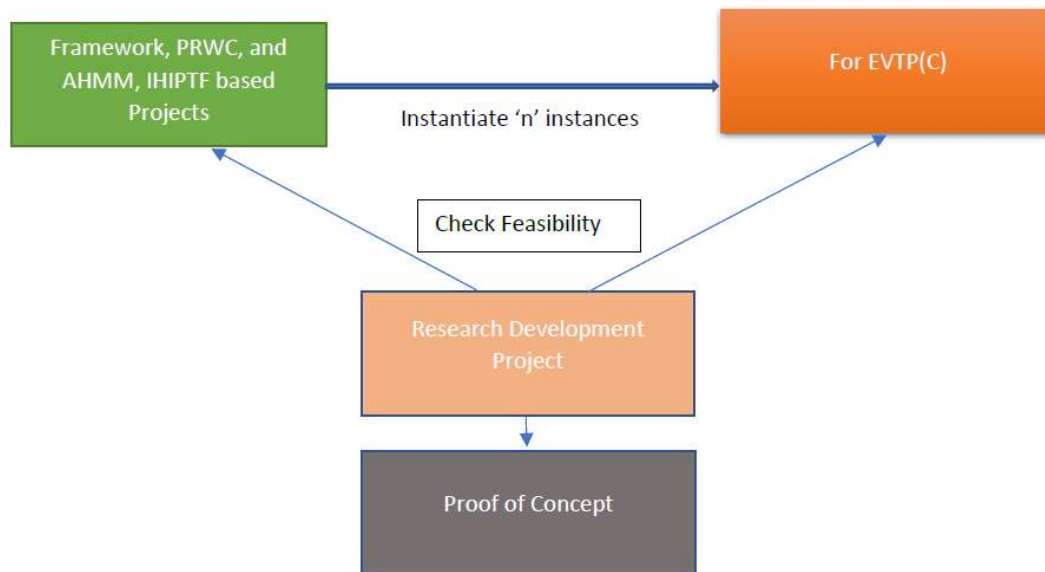 Framework, PRWC, and
AHMM, IHIPTF based
Projects
For EVTP(C)
Instantiate ‘n’ instances
Check Feasibility
Research Development
Project
Proof of Concept